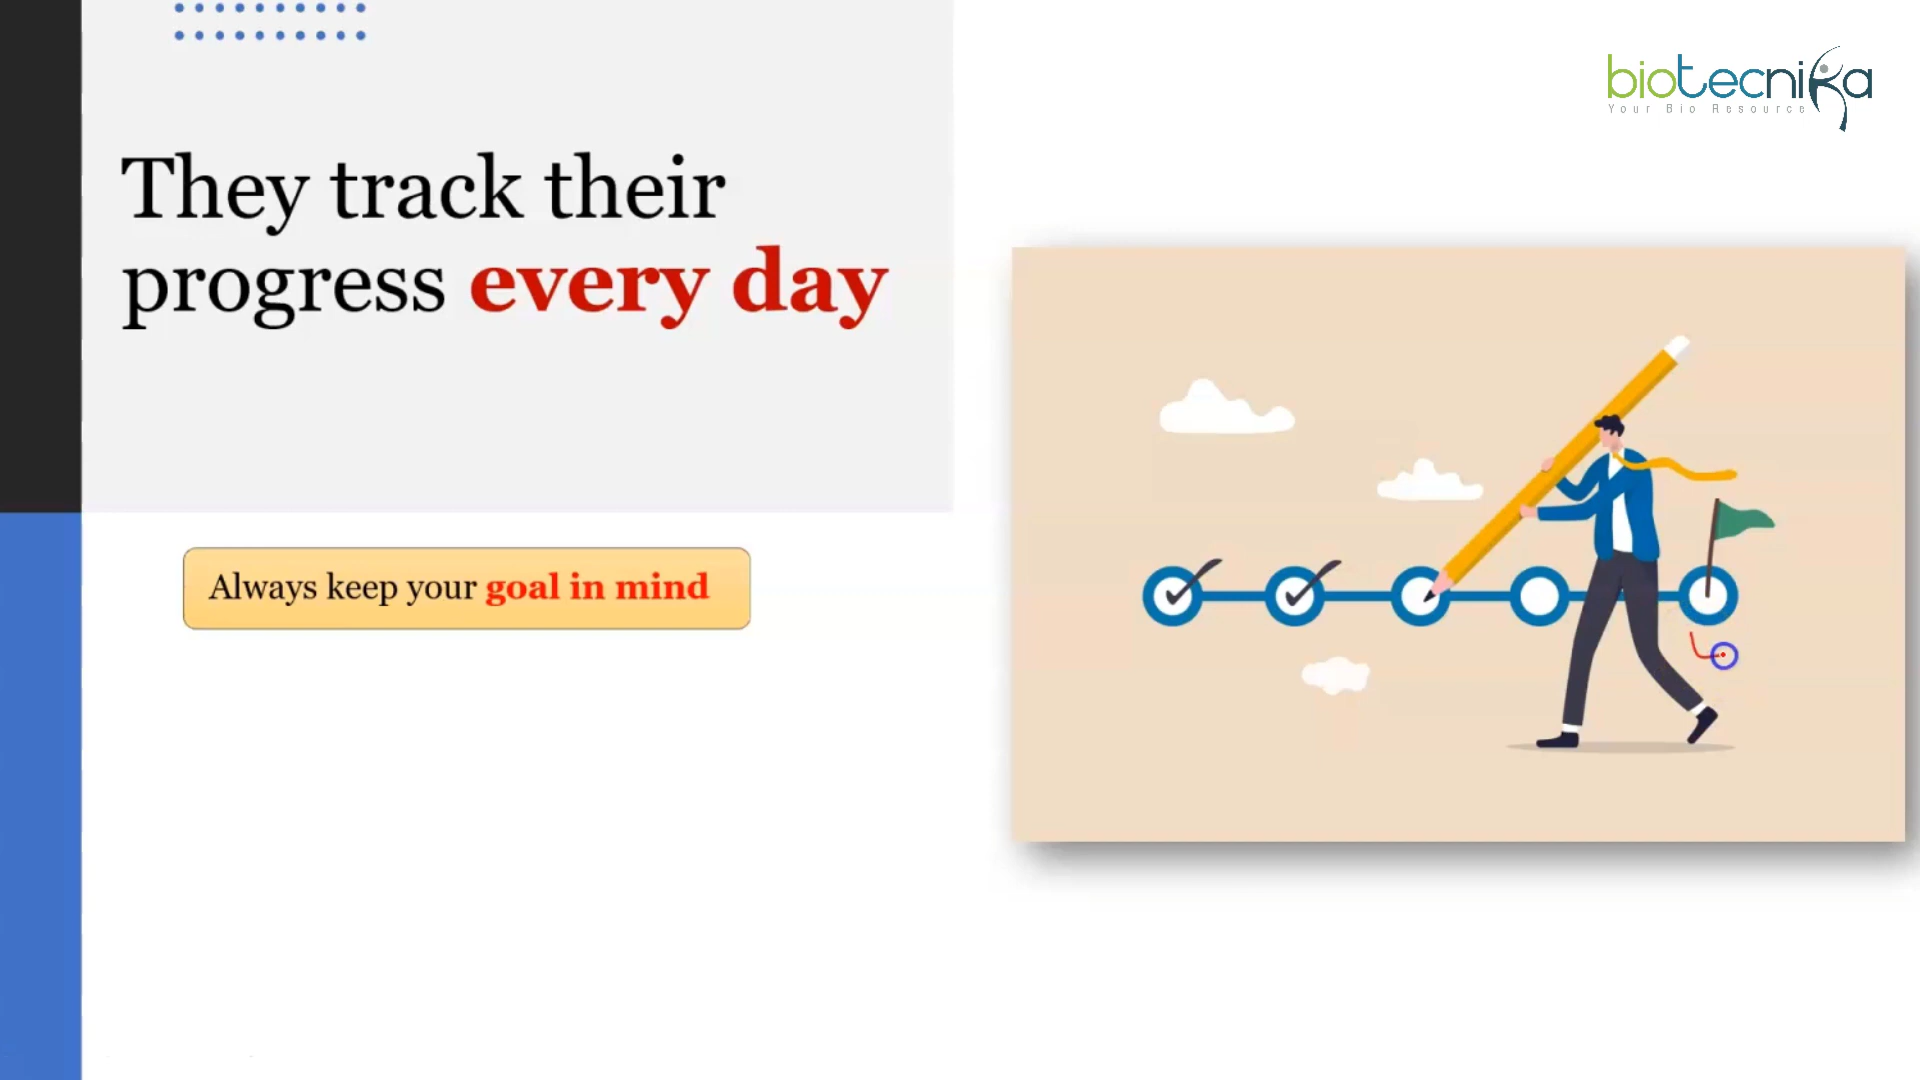 biotecnika
Your Bio Resource
They track their
progress every day
Always keep your goal in mind